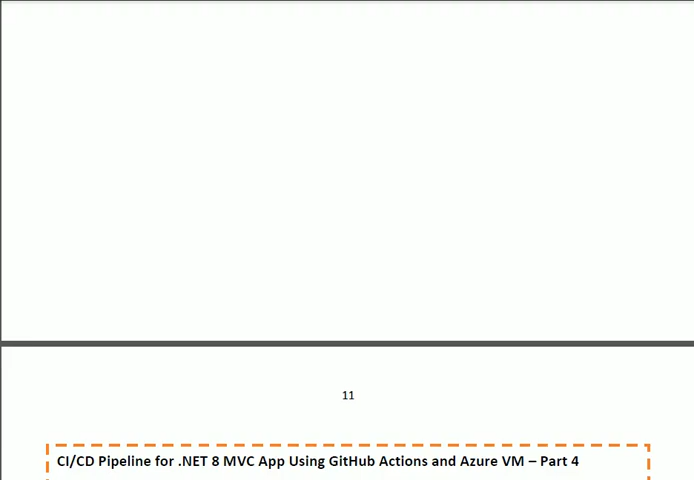 11
CI/CD Pipeline for .NET 8 MVC App Using GitHub Actions and Azure VM – Part 4